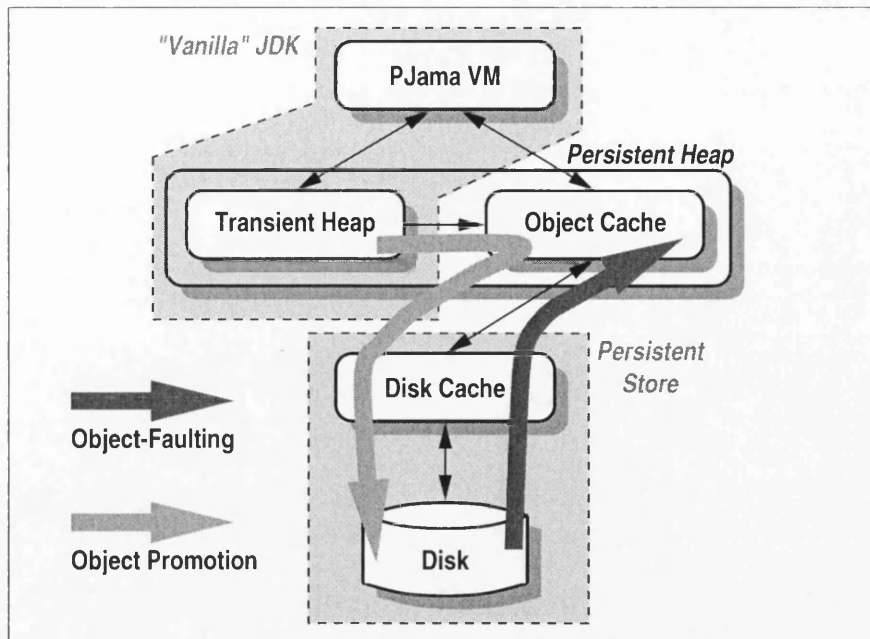 "Vanilla" JDK
PJama VM
Persistent Heap
Transient Heap
Object Cache
Disk Cache
Persistent
Store
Object-Faulting
Object Promotion
Disk